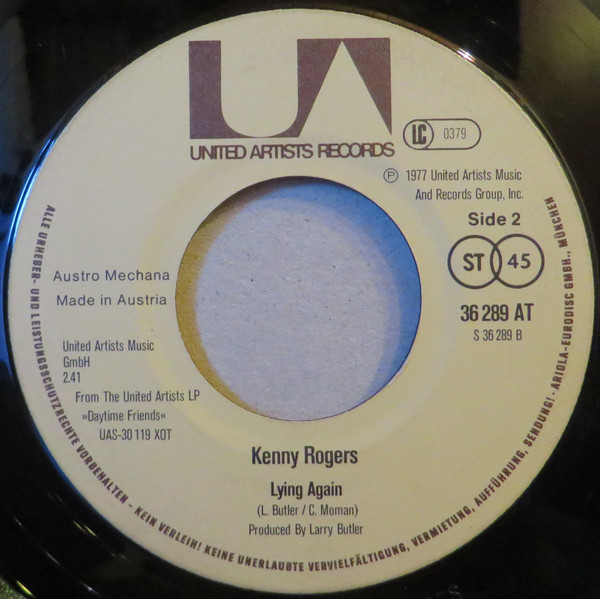 UA
UNITED ARTISTS RECORDS
LC 0379
Ⓟ 1977 United Artists Music
And Records Group, Inc.
Side 2
ST 45
36 289 AT
S 36 289 B
Austro Mechana
Made in Austria
United Artists Music
GmbH
2.41
From The United Artists LP
»Daytime Friends«
UAS-30 119 XOT
Kenny Rogers
Lying Again
(L. Butler / C. Moman)
Produced By Larry Butler
ALLE URHEBER- UND LEISTUNGSSCHUTZRECHTE VORBEHALTEN - KEIN VERLEIH! KEINE UNERLAUBTE VERVIELFÄLTIGUNG, VERMIETUNG, AUFFÜHRUNG, SENDUNG! · ARIOLA-EURODISC GMBH., MÜNCHEN